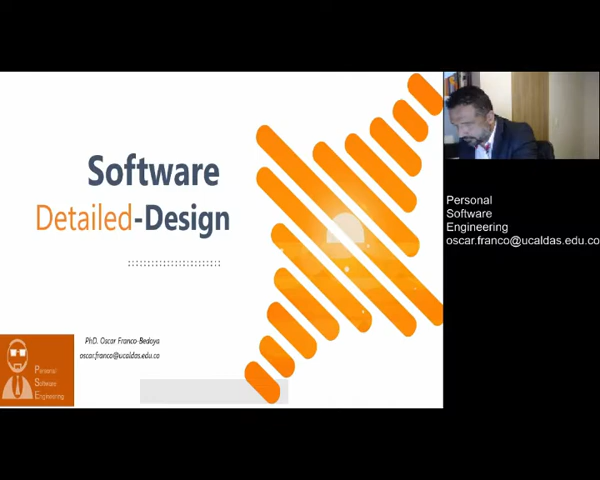 Software
Detailed-Design
PhD. Oscar Franco-Bedoya
oscar.franco@ucaldas.edu.co
Personal
Software
Engineering
Personal
Software
Engineering
oscar.franco@ucaldas.edu.co